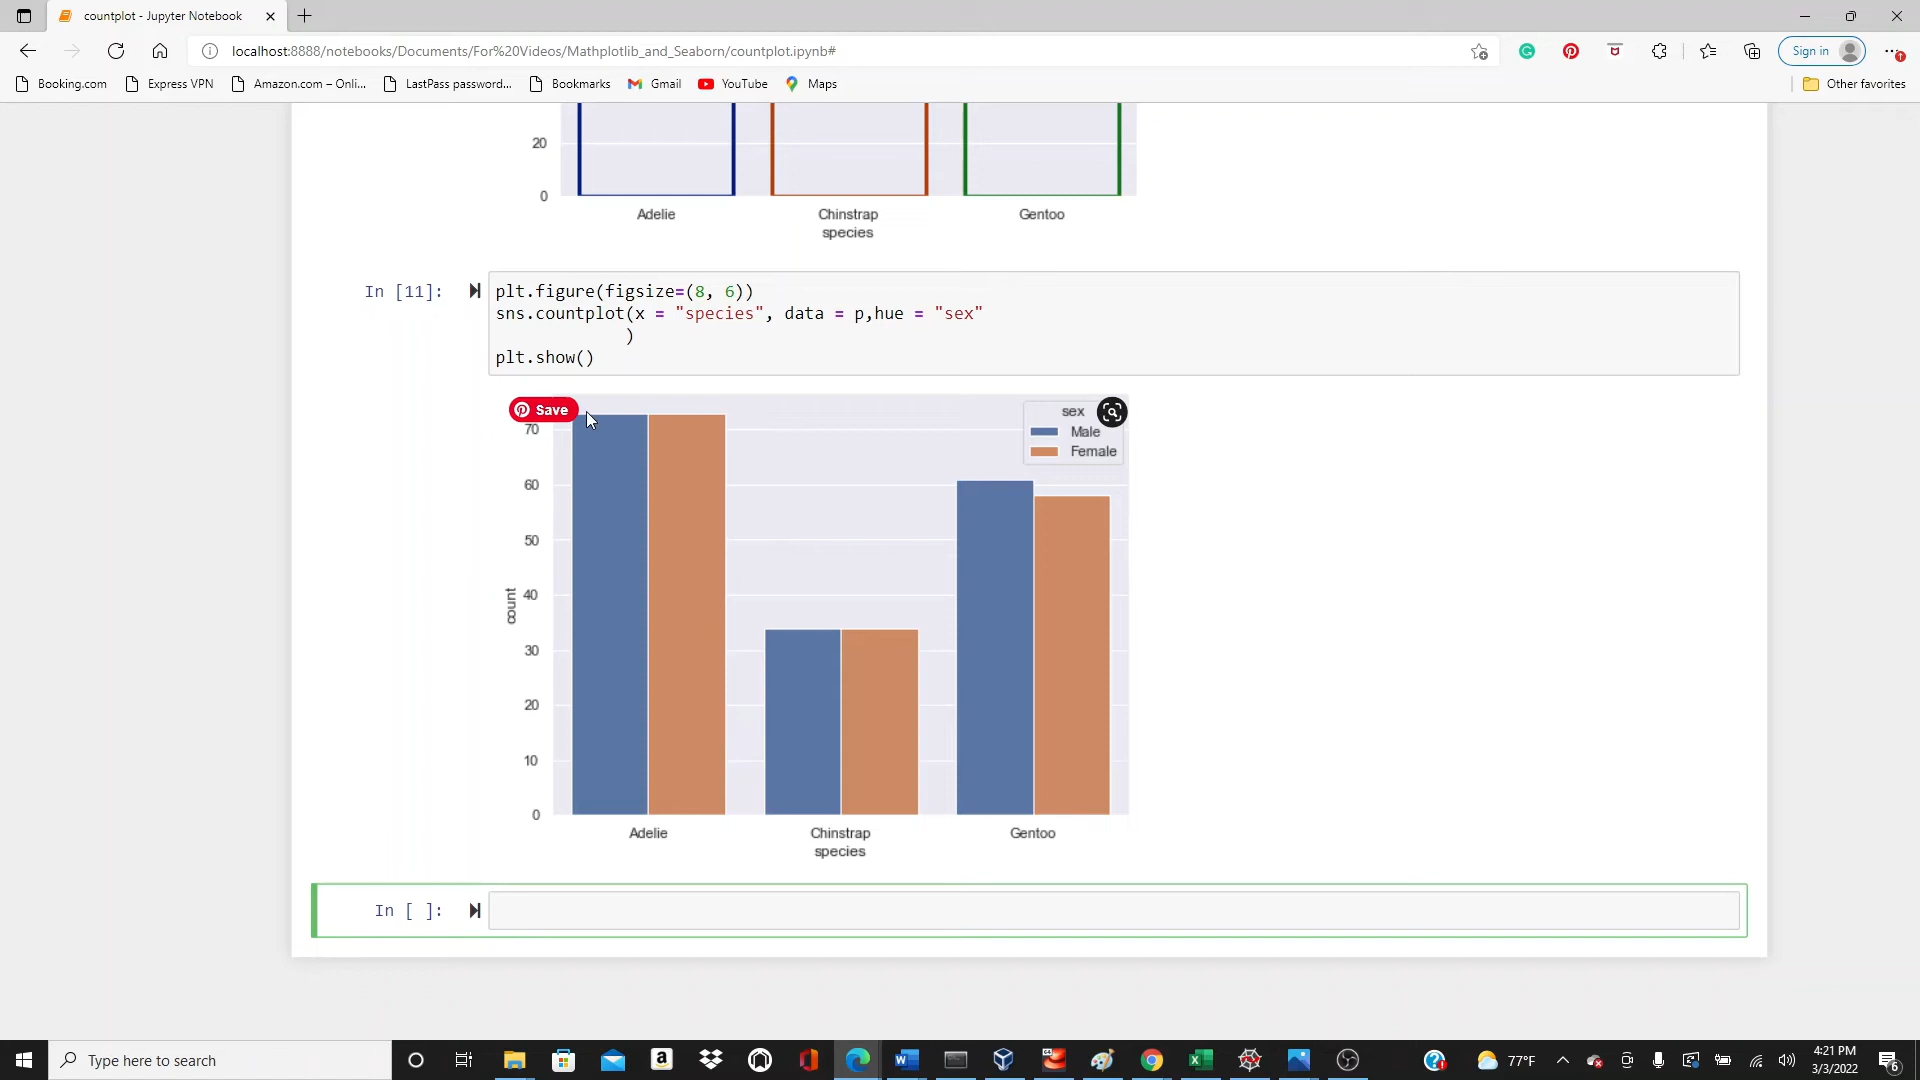 countplot - Jupyter Notebook
localhost:8888/notebooks/Documents/For%20Videos/Mathplotlib_and_Seaborn/countplot.ipynb#
Sign in
Booking.com
Express VPN
Amazon.com – Onli...
LastPass password...
Bookmarks
Gmail
YouTube
Maps
Other favorites
20
0
Adelie
Chinstrap
Gentoo
species
In [11]:
plt.figure(figsize=(8, 6))
sns.countplot(x = "species", data = p,hue = "sex"
)
plt.show()
Save
sex
Male
Female
70
60
50
40
30
20
10
0
count
Adelie
Chinstrap
Gentoo
species
In [ ]:
Type here to search
77°F
4:21 PM
3/3/2022
6